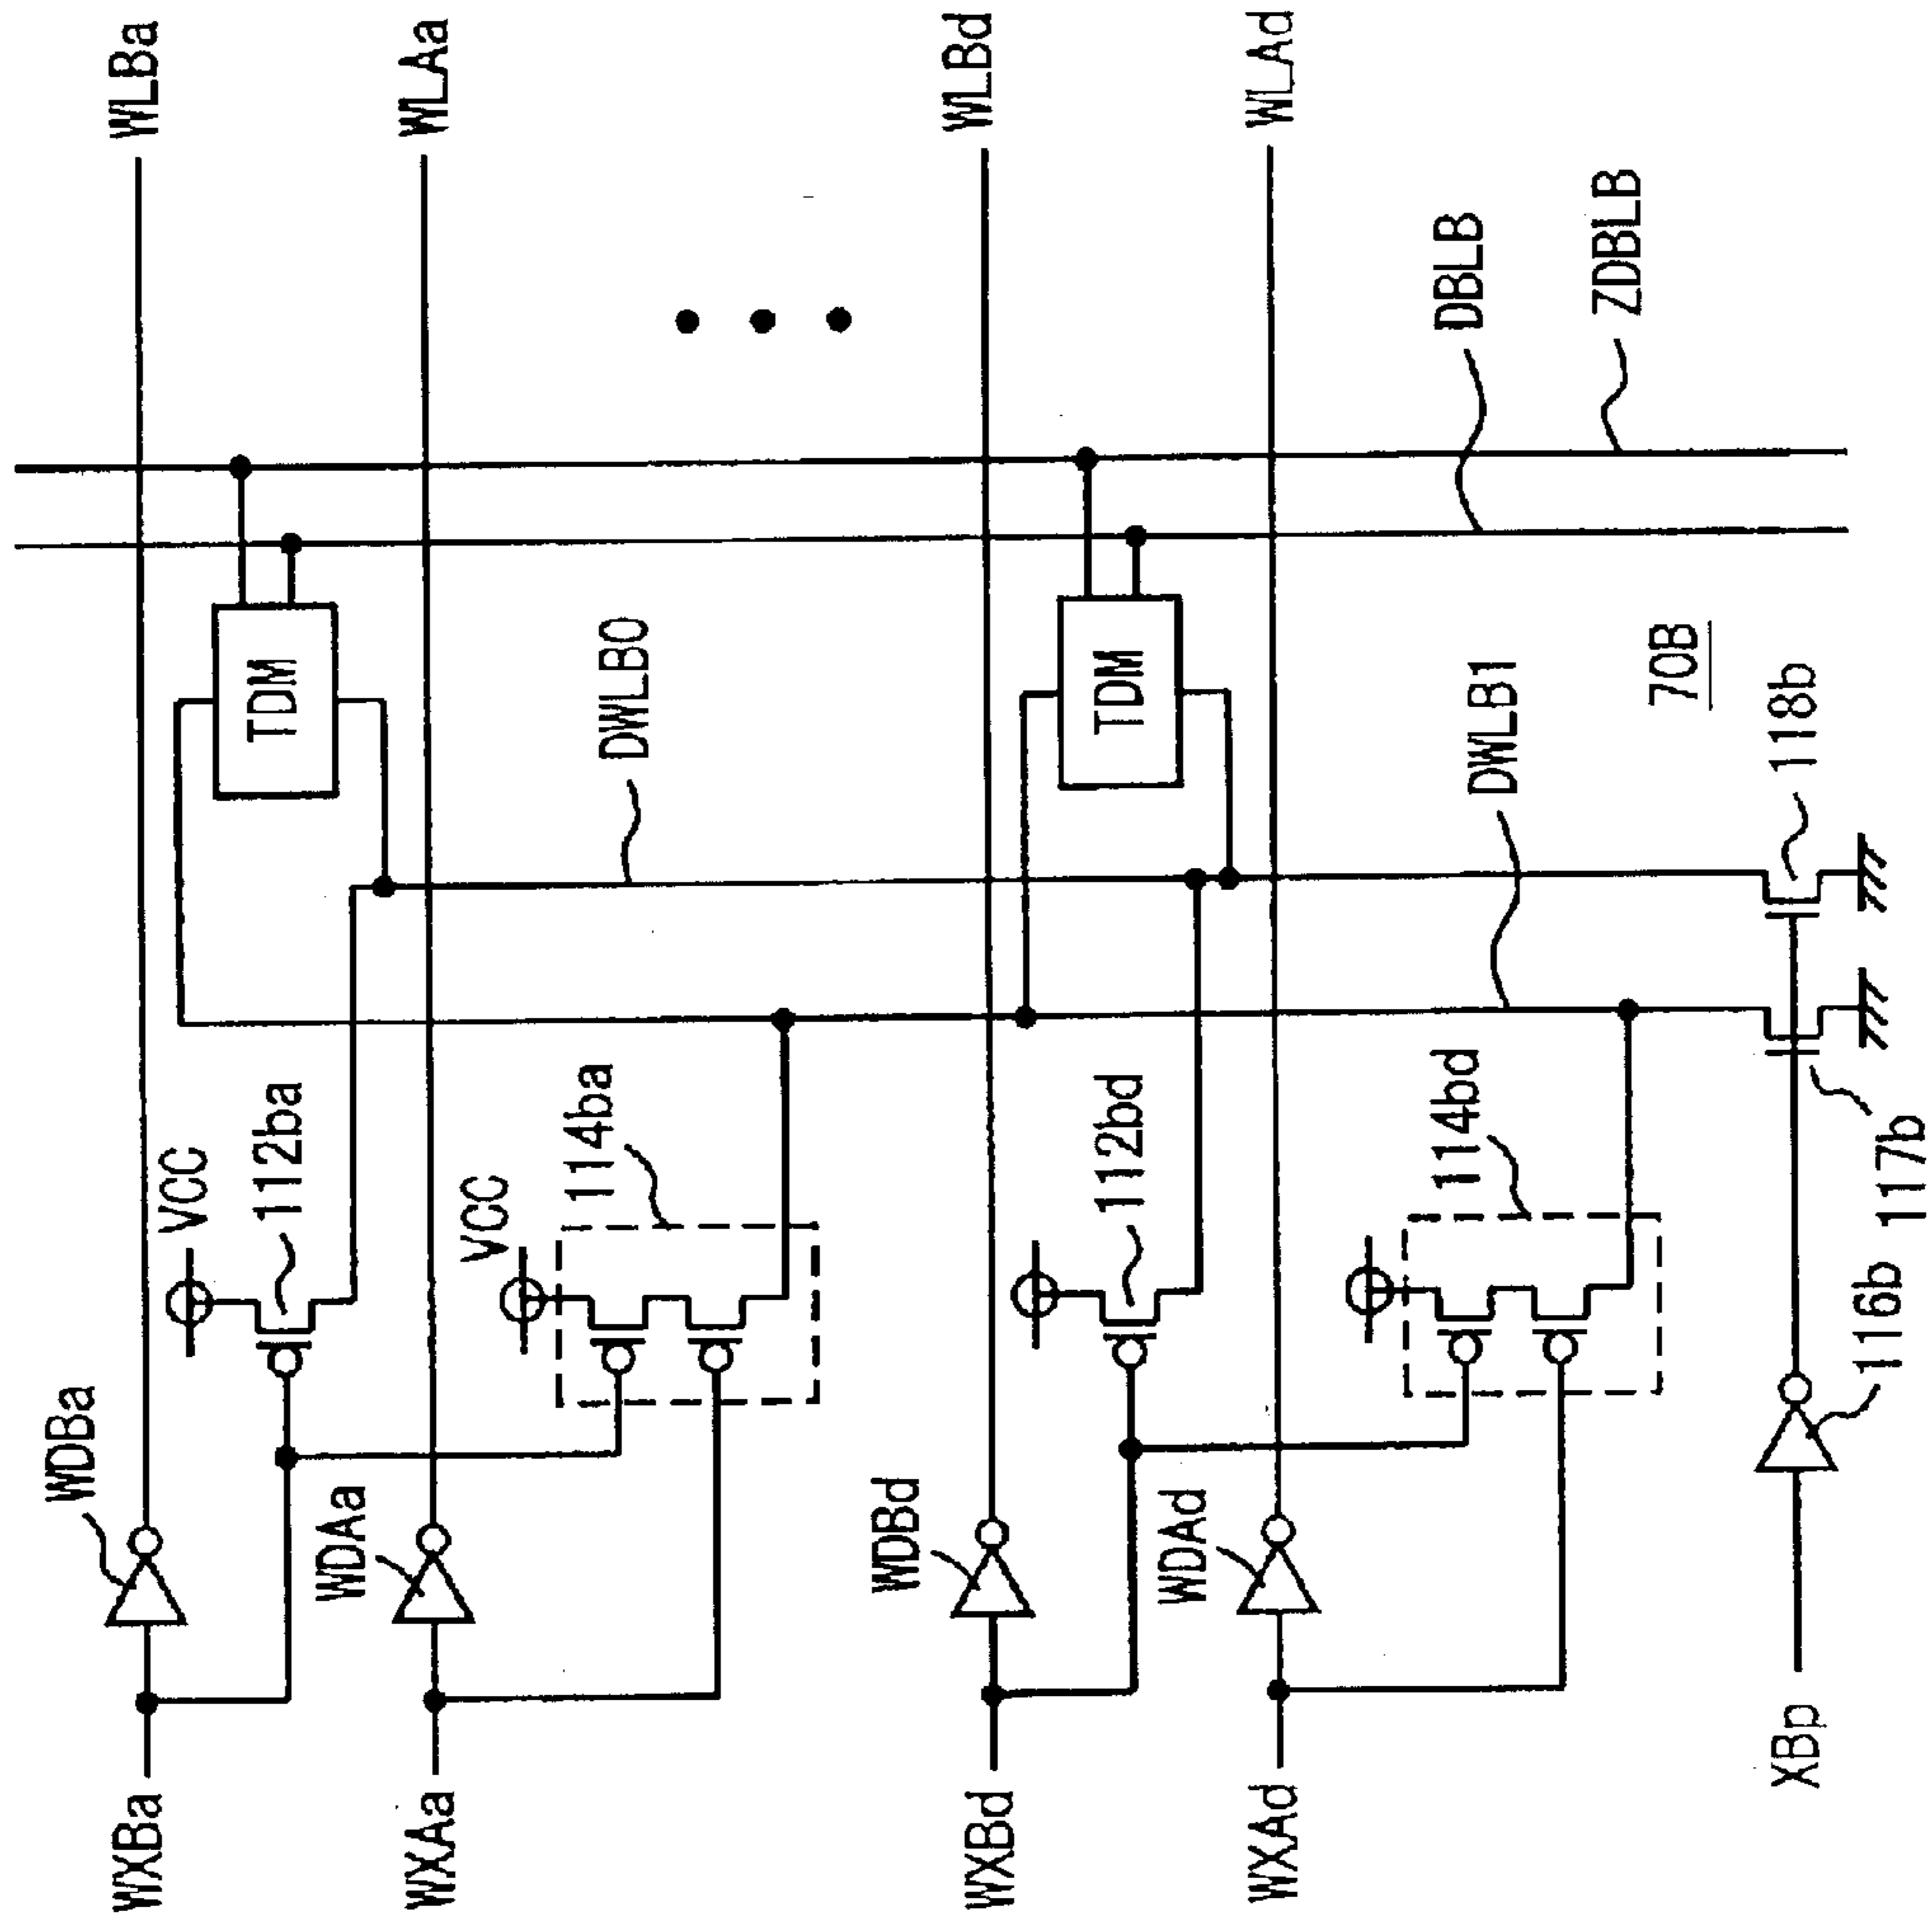 WLBa
WLAa
WLBd
WLAd
DBLB
ZDBLB
TDM
DWLB0
TDM
DWLB1
70B
118b
VCC
112ba
VCC
114ba
112bd
114bd
117b
116b
WDBa
WDAa
WDBd
WDAd
WXBa
WXAa
WXBd
WXAd
XBp